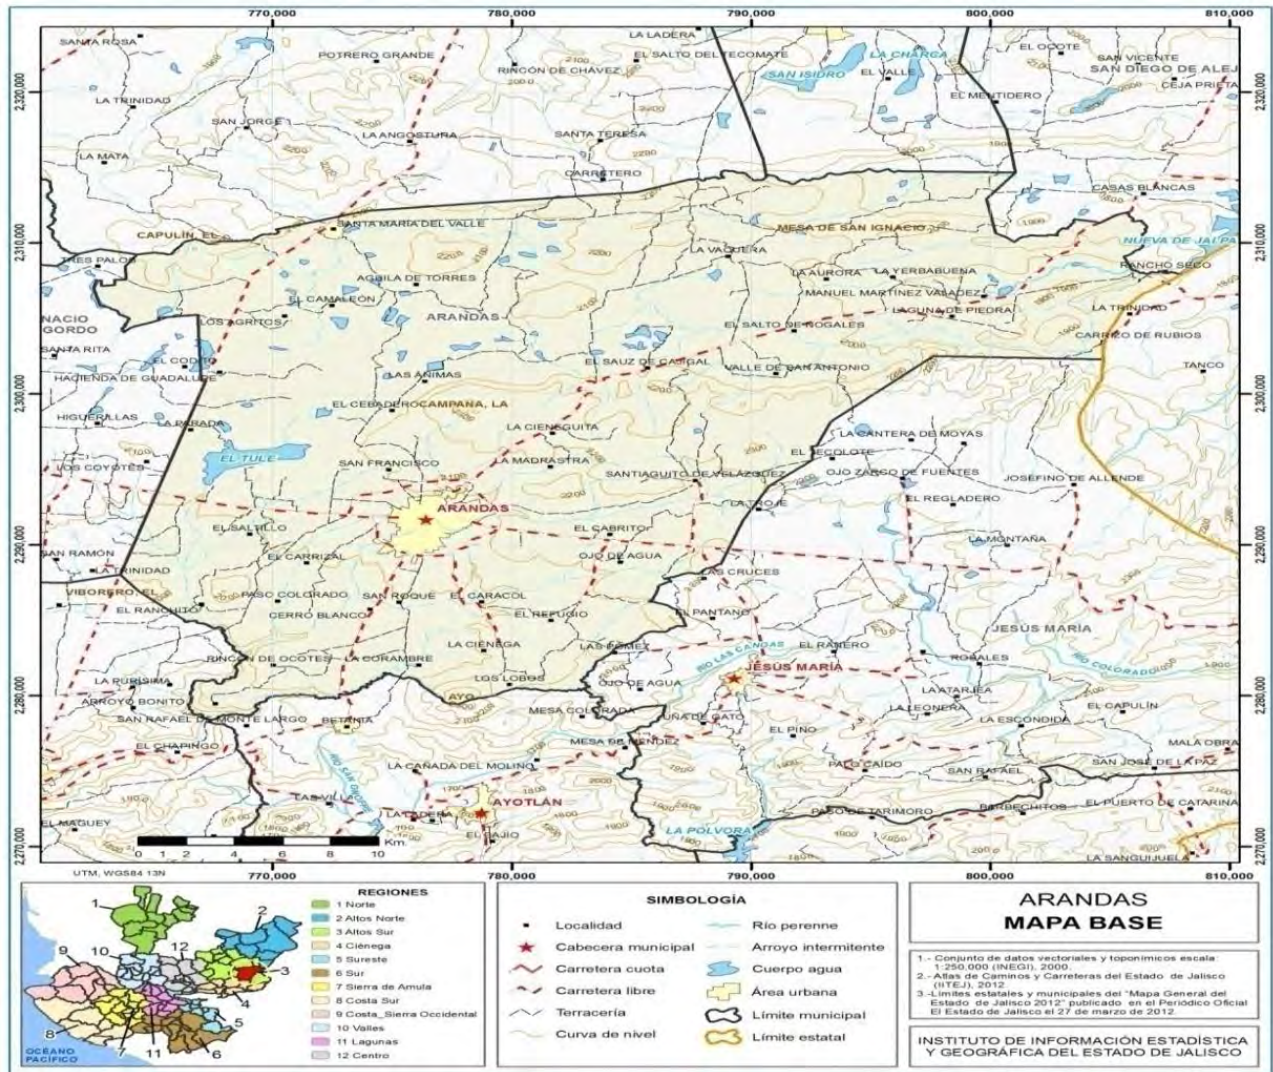 770,000 780,000 790,000 800,000 810,000
2,320,000
2,310,000
2,300,000
2,290,000
2,280,000
2,270,000
SANTA ROSA
POTRERO GRANDE
LA LADERA
EL SALTO DEL TECOMATE
RINCÓN DE CHÁVEZ
SAN ISIDRO
LA CHARCA
EL VALLE
EL OCOTE
SAN VICENTE
SAN DIEGO DE ALEJ
CEJA PRIETA
EL MENTIDERO
LA TRINIDAD
SAN JORGE
LA ANGOSTURA
SANTA TERESA
LA MATA
CARRETERO
CASAS BLANCAS
SANTA MARÍA DEL VALLE
CAPULÍN, EL
MESA DE SAN IGNACIO
NUEVA DE JALPA
TRES PALOS
LA VAQUERA
RANCHO SECO
AGUILA DE TORRES
LA AURORA
LA YERBABUENA
EL CAMALEÓN
MANUEL MARTÍNEZ VALADEZ
NACIO
GORDO
LOS AGRITOS
ARANDAS
LAGUNA DE PIEDRA
LA TRINIDAD
EL SALTO DE NOGALES
CARRIZO DE RUBIOS
SANTA RITA
EL CODITO
EL SAUZ DE CAJIGAL
VALLE DE SAN ANTONIO
TANCO
HACIENDA DE GUADALUPE
LAS ÁNIMAS
EL CEBADERO
CAMPANA, LA
HIGUERILLAS
LA PARADA
LA CIENEGUITA
LA CANTERA DE MOYAS
EL TULE
SAN FRANCISCO
LA MADRASTRA
EL TECOLOTE
LOS COYOTES
SANTIAGUITO DE VELÁZQUEZ
OJO ZARCO DE FUENTES
JOSEFINO DE ALLENDE
EL REGLADERO
ARANDAS
LA TROJE
EL SALTILLO
EL CABRITO
LA MONTAÑA
SAN RAMÓN
EL CARRIZAL
OJO DE AGUA
LA TRINIDAD
LAS CRUCES
VIBORERO, EL
PASO COLORADO
SAN ROQUE
EL CARACOL
EL RANCHITO
CERRO BLANCO
EL REFUGIO
EL PANTANO
JESÚS MARÍA
LA CIÉNEGA
LAS POMEZ
EL RANERO
RÍO LAS CANOAS
RÍO COLORADO
RINCÓN DE OCOTES
LA CORAMBRE
JESÚS MARÍA
ROSALES
LA PURÍSIMA
LOS LOBOS
OJO DE AGUA
ARROYO BONITO
AYO
LA ATARJEA
SAN RAFAEL DE MONTE LARGO
BETANIA
MESA COLORADA
UÑA DE GATO
LA LEONERA
EL CAPULÍN
EL PINO
LA ESCONDIDA
EL CHAPINGO
MESA DE MÉNDEZ
MALA OBRA
LA CAÑADA DEL MOLINO
PALO CAÍDO
SAN RAFAEL
SAN JOSÉ DE LA PAZ
AYOTLÁN
PASO DE TARIMORO
BARBECHITOS
EL PUERTO DE CATARINA
EL MAGUEY
LA LADERA
EL BAJÍO
LA PÓLVORA
LA SANGUIJUELA
0 2 4 6 8 10 Km.
UTM, WGS84 13N
770,000 780,000 790,000 800,000 810,000
REGIONES
1 Norte
2 Altos Norte
3 Altos Sur
4 Ciénega
5 Sureste
6 Sur
7 Sierra de Amula
8 Costa Sur
9 Costa_Sierra Occidental
10 Valles
11 Lagunas
12 Centro
OCÉANO
PACÍFICO
SIMBOLOGÍA
Localidad
Cabecera municipal
Carretera cuota
Carretera libre
Terracería
Curva de nivel
Río perenne
Arroyo intermitente
Cuerpo agua
Área urbana
Límite municipal
Límite estatal
ARANDAS
MAPA BASE
1.- Conjunto de datos vectoriales y toponímicos escala:
1:250,000 (INEGI), 2000.
2.- Atlas de Caminos y Carreteras del Estado de Jalisco
(IITEJ), 2012
3.-Límites estatales y municipales del "Mapa General del
Estado de Jalisco 2012" publicado en el Periódico Oficial
El Estado de Jalisco el 27 de marzo de 2012
INSTITUTO DE INFORMACIÓN ESTADÍSTICA
Y GEOGRÁFICA DEL ESTADO DE JALISCO